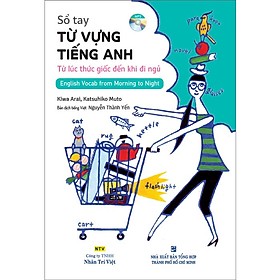 Sổ tay
TỪ VỰNG
TIẾNG ANH
Từ lúc thức giấc đến khi đi ngủ
English Vocab from Morning to Night
Kiwa Arai, Katsuhiko Muto
Bản dịch tiếng Việt: Nguyễn Thành Yến
rug
kettle
flashlight
cart
cat
NTV
Công ty TNHH
Nhân Trí Việt
NHÀ XUẤT BẢN TỔNG HỢP
THÀNH PHỐ HỒ CHÍ MINH